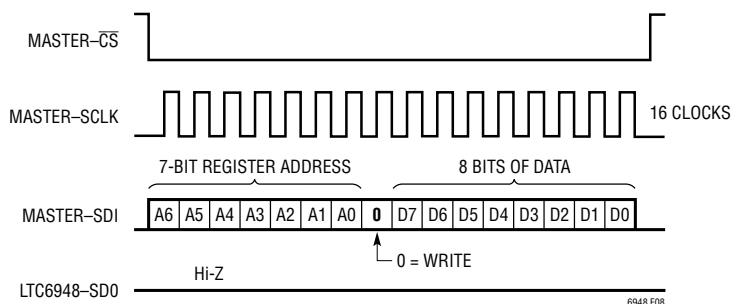 MASTER–CS
MASTER–SCLK
16 CLOCKS
7-BIT REGISTER ADDRESS
8 BITS OF DATA
MASTER–SDI
A6 A5 A4 A3 A2 A1 A0 0 D7 D6 D5 D4 D3 D2 D1 D0
0 = WRITE
Hi-Z
LTC6948–SD0
6948 F08